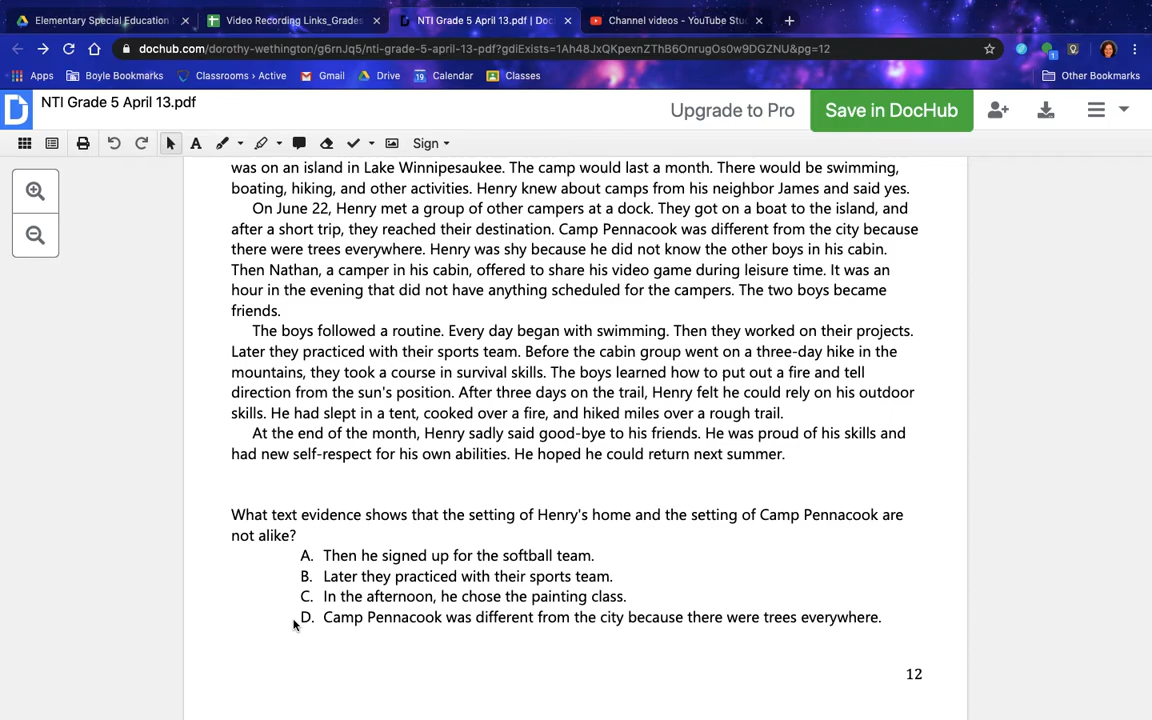 Elementary Special Education
Video Recording Links_Grades
NTI Grade 5 April 13.pdf | Doc
Channel videos - YouTube Stu
dochub.com/dorothy-wethington/g6rnJq5/nti-grade-5-april-13-pdf?gdiExists=1Ah48JxQKpexnZThB6OnrugOs0w9DGZNU&pg=12
Apps
Boyle Bookmarks
Classrooms > Active
Gmail
Drive
19
Calendar
Classes
Other Bookmarks
NTI Grade 5 April 13.pdf
Upgrade to Pro
Save in DocHub
A
Sign
was on an island in Lake Winnipesaukee. The camp would last a month. There would be swimming,
boating, hiking, and other activities. Henry knew about camps from his neighbor James and said yes.
On June 22, Henry met a group of other campers at a dock. They got on a boat to the island, and
after a short trip, they reached their destination. Camp Pennacook was different from the city because
there were trees everywhere. Henry was shy because he did not know the other boys in his cabin.
Then Nathan, a camper in his cabin, offered to share his video game during leisure time. It was an
hour in the evening that did not have anything scheduled for the campers. The two boys became
friends.
The boys followed a routine. Every day began with swimming. Then they worked on their projects.
Later they practiced with their sports team. Before the cabin group went on a three-day hike in the
mountains, they took a course in survival skills. The boys learned how to put out a fire and tell
direction from the sun's position. After three days on the trail, Henry felt he could rely on his outdoor
skills. He had slept in a tent, cooked over a fire, and hiked miles over a rough trail.
At the end of the month, Henry sadly said good-bye to his friends. He was proud of his skills and
had new self-respect for his own abilities. He hoped he could return next summer.
What text evidence shows that the setting of Henry's home and the setting of Camp Pennacook are
not alike?
A. Then he signed up for the softball team.
B. Later they practiced with their sports team.
C. In the afternoon, he chose the painting class.
D. Camp Pennacook was different from the city because there were trees everywhere.
12